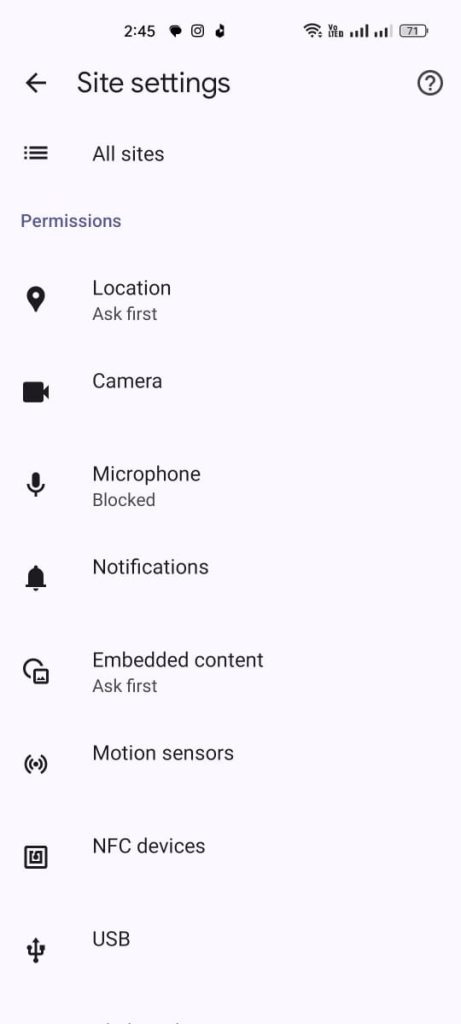 2:45
Vo
LTED
71
Site settings
All sites
Permissions
Location
Ask first
Camera
Microphone
Blocked
Notifications
Embedded content
Ask first
Motion sensors
NFC devices
USB